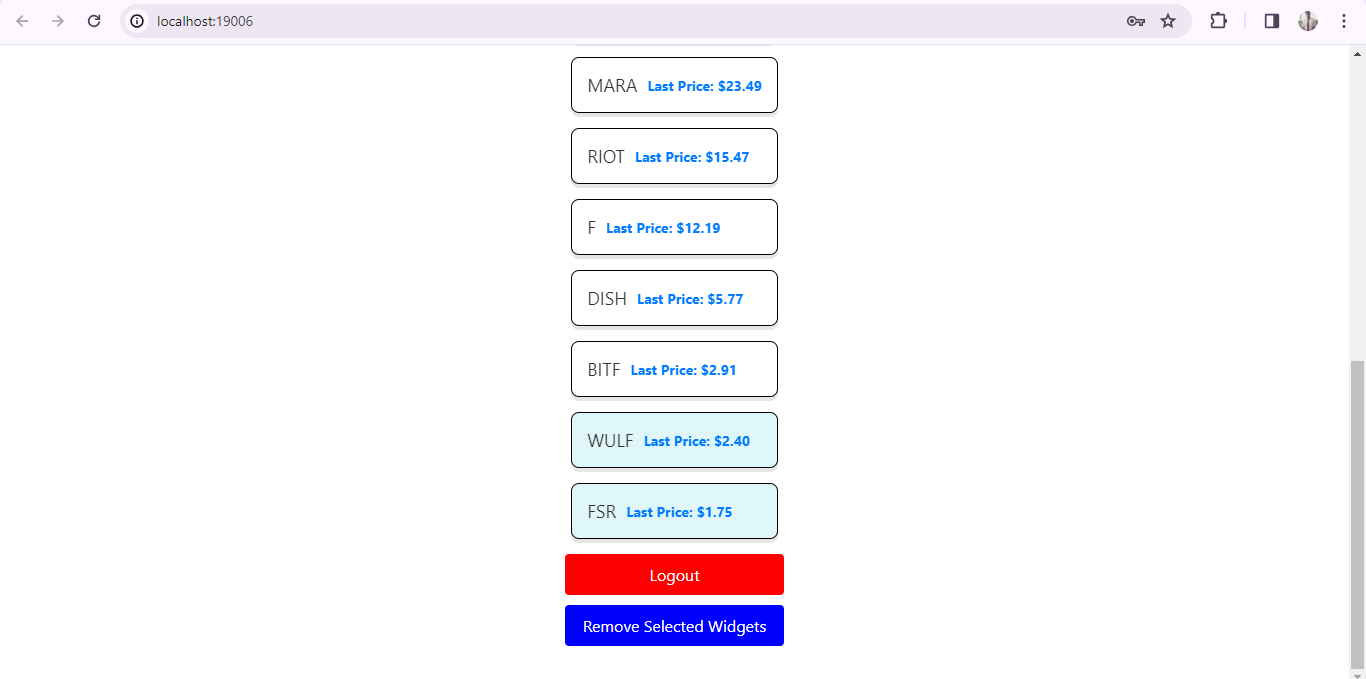 localhost:19006
MARA Last Price: $23.49
RIOT Last Price: $15.47
F Last Price: $12.19
DISH Last Price: $5.77
BITF Last Price: $2.91
WULF Last Price: $2.40
FSR Last Price: $1.75
Logout
Remove Selected Widgets